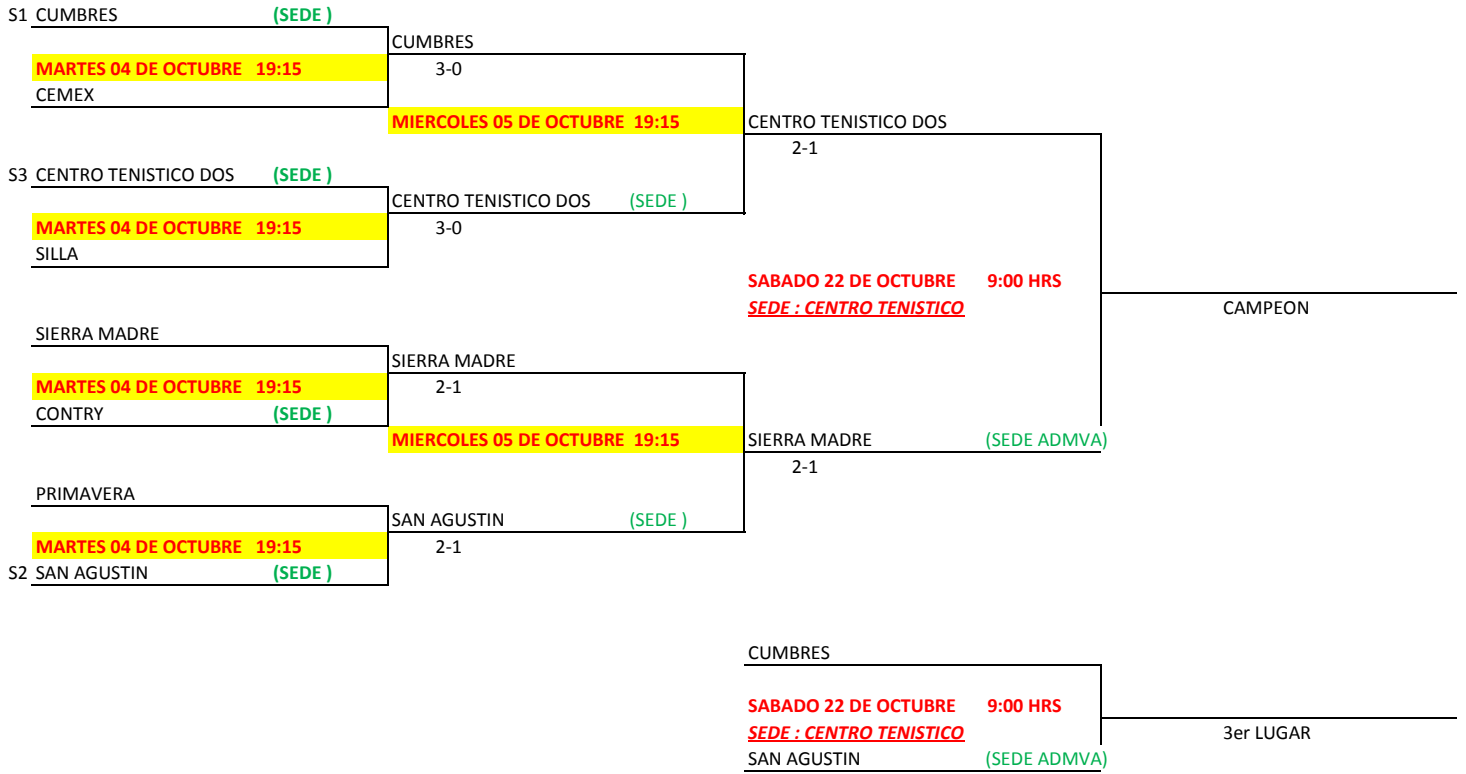 S1 CUMBRES (SEDE )
CUMBRES
MARTES 04 DE OCTUBRE 19:15 3-0
CEMEX
MIERCOLES 05 DE OCTUBRE 19:15 CENTRO TENISTICO DOS
2-1
S3 CENTRO TENISTICO DOS (SEDE )
CENTRO TENISTICO DOS (SEDE )
MARTES 04 DE OCTUBRE 19:15 3-0
SILLA
SABADO 22 DE OCTUBRE 9:00 HRS
SEDE : CENTRO TENISTICO CAMPEON
SIERRA MADRE
SIERRA MADRE
MARTES 04 DE OCTUBRE 19:15 2-1
CONTRY (SEDE )
MIERCOLES 05 DE OCTUBRE 19:15 SIERRA MADRE (SEDE ADMVA)
2-1
PRIMAVERA
SAN AGUSTIN (SEDE )
MARTES 04 DE OCTUBRE 19:15 2-1
S2 SAN AGUSTIN (SEDE )
CUMBRES
SABADO 22 DE OCTUBRE 9:00 HRS
SEDE : CENTRO TENISTICO 3er LUGAR
SAN AGUSTIN (SEDE ADMVA)